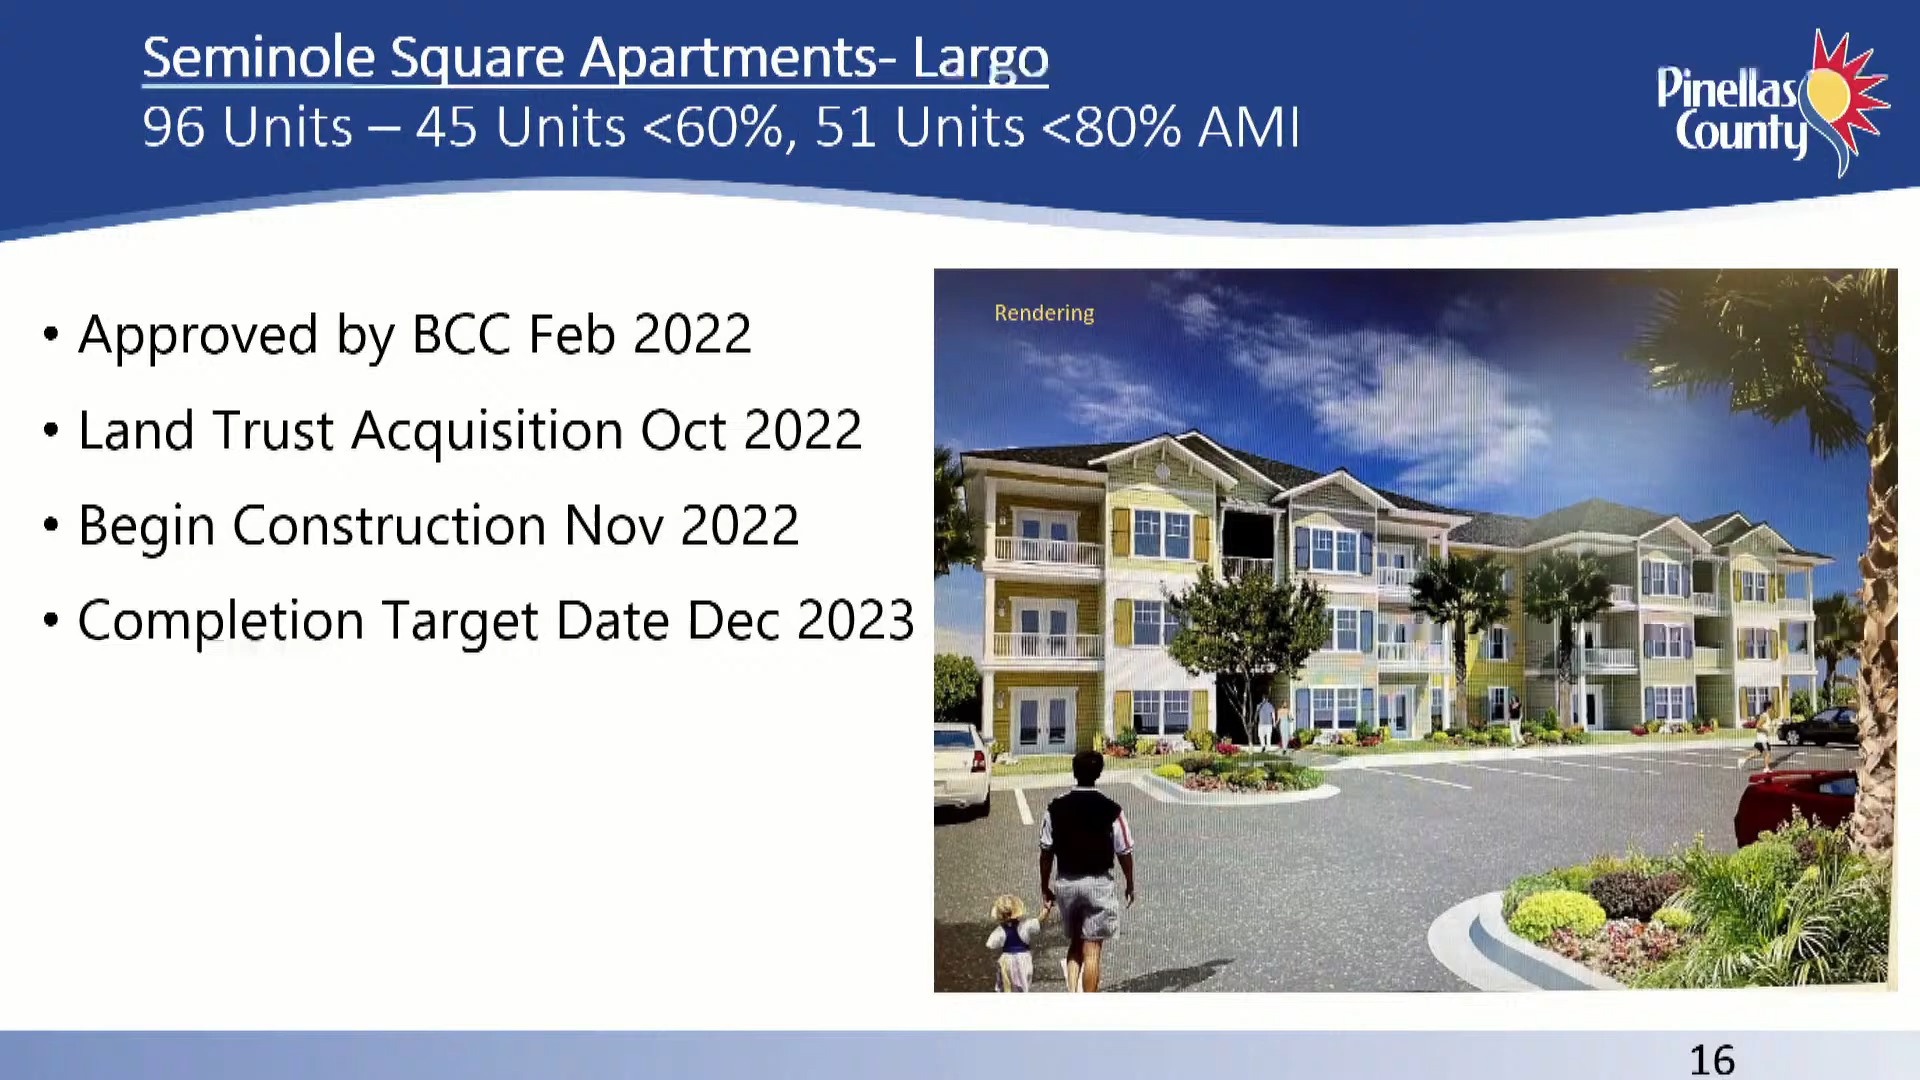 Seminole Square Apartments- Largo
96 Units – 45 Units <60%, 51 Units <80% AMI
Pinellas
County
• Approved by BCC Feb 2022
• Land Trust Acquisition Oct 2022
• Begin Construction Nov 2022
• Completion Target Date Dec 2023
Rendering
16